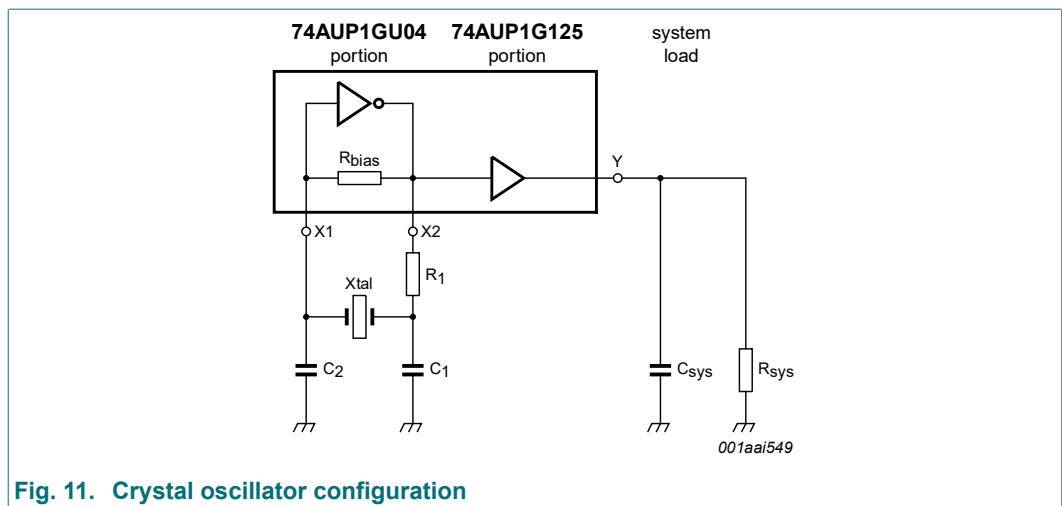 74AUP1GU04 74AUP1G125 system
portion portion load
Rbias
Y
X1 X2
R1
Xtal
C2 C1 Csys Rsys
001aai549
Fig. 11. Crystal oscillator configuration